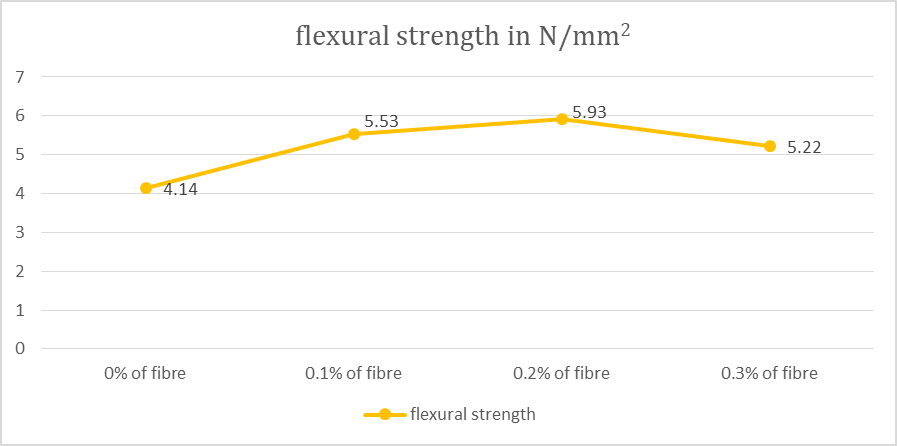 flexural strength in N/mm²
7
6
5
4
3
2
1
0
4.14
5.53
5.93
5.22
0% of fibre
0.1% of fibre
0.2% of fibre
0.3% of fibre
flexural strength